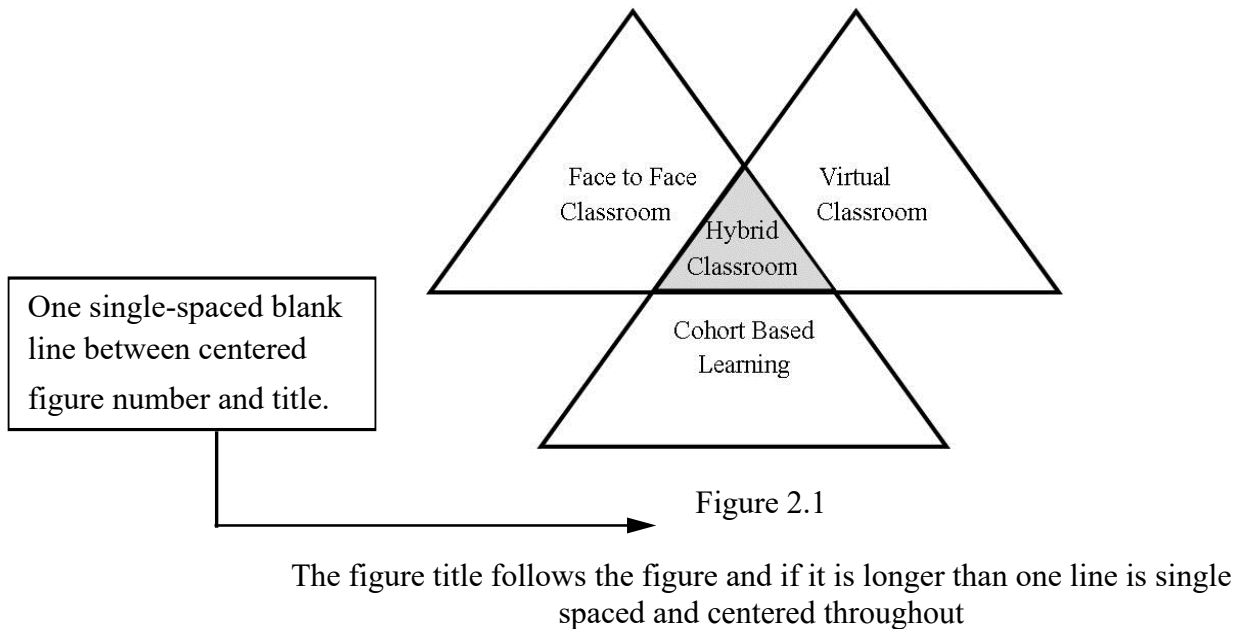 Face to Face
Classroom
Virtual
Classroom
Hybrid
Classroom
Cohort Based
Learning
One single-spaced blank
line between centered
figure number and title.
Figure 2.1
The figure title follows the figure and if it is longer than one line is single
spaced and centered throughout